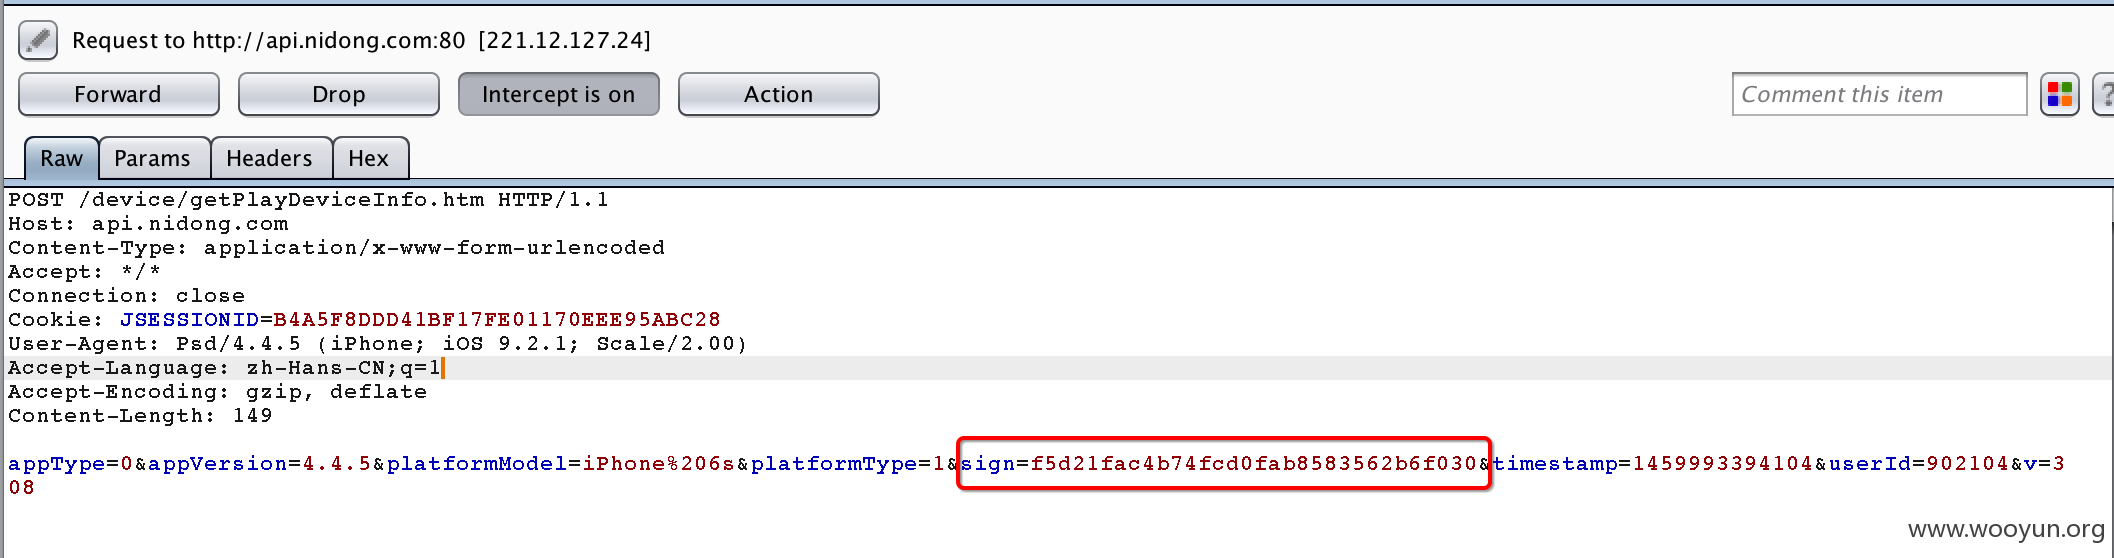 Request to http://api.nidong.com:80 [221.12.127.24]
Forward Drop Intercept is on Action Comment this item ?
Raw Params Headers Hex
POST /device/getPlayDeviceInfo.htm HTTP/1.1
Host: api.nidong.com
Content-Type: application/x-www-form-urlencoded
Accept: */*
Connection: close
Cookie: JSESSIONID=B4A5F8DDD41BF17FE01170EEE95ABC28
User-Agent: Psd/4.4.5 (iPhone; iOS 9.2.1; Scale/2.00)
Accept-Language: zh-Hans-CN;q=1
Accept-Encoding: gzip, deflate
Content-Length: 149
appType=0&appVersion=4.4.5&platformModel=iPhone%206s&platformType=1&sign=f5d21fac4b74fcd0fab8583562b6f030&timestamp=1459993394104&userId=902104&v=3
08
www.wooyun.org